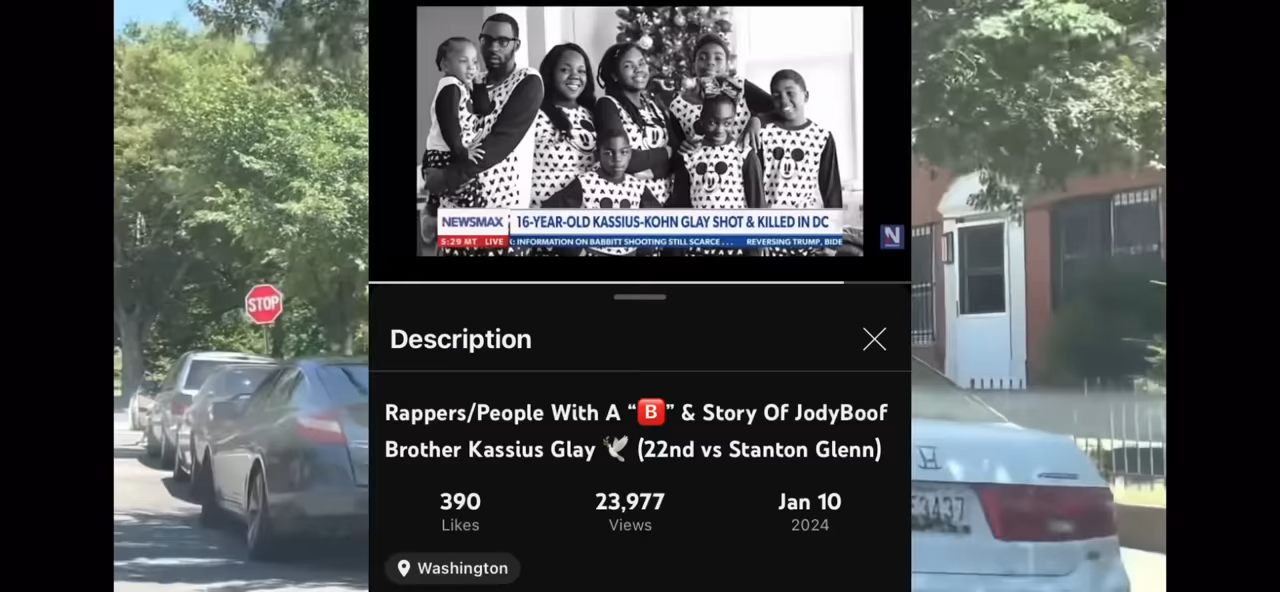 STOP
NEWSMAX
16-YEAR-OLD KASSIUS-KOHN GLAY SHOT & KILLED IN DC
5:29 MT LIVE
: INFORMATION ON BABBITT SHOOTING STILL SCARCE . . . REVERSING TRUMP, BIDE
N
Description
Rappers/People With A “🅱️” & Story Of JodyBoof
Brother Kassius Glay 🕊️ (22nd vs Stanton Glenn)
390 23,977 Jan 10
Likes Views 2024
Washington
3437